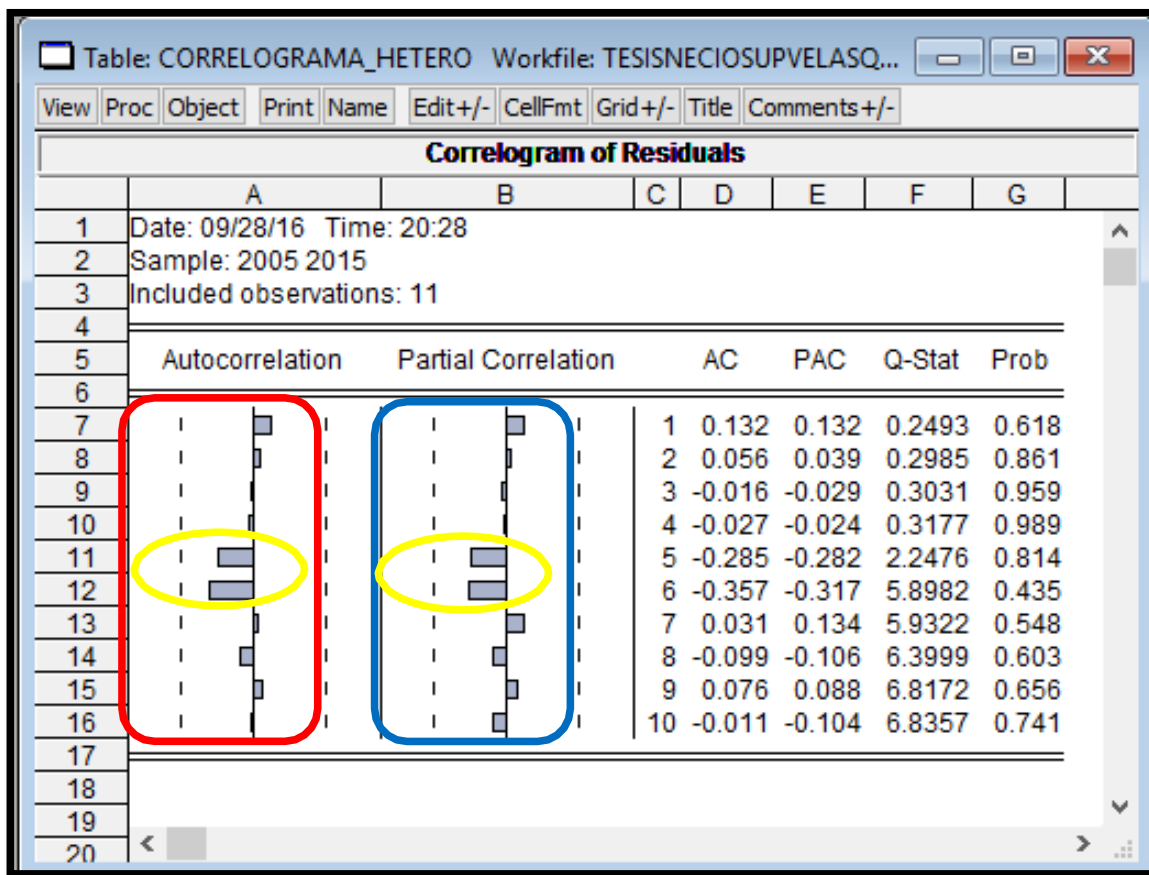 Table: CORRELOGRAMA_HETERO Workfile: TESISNECIOSUPVELASQ...
View Proc Object Print Name Edit+/- CellFmt Grid+/- Title Comments+/-
Correlogram of Residuals
A B C D E F G
1 Date: 09/28/16 Time: 20:28
2 Sample: 2005 2015
3 Included observations: 11
4
5 Autocorrelation Partial Correlation AC PAC Q-Stat Prob
6
7 1 0.132 0.132 0.2493 0.618
8 2 0.056 0.039 0.2985 0.861
9 3 -0.016 -0.029 0.3031 0.959
10 4 -0.027 -0.024 0.3177 0.989
11 5 -0.285 -0.282 2.2476 0.814
12 6 -0.357 -0.317 5.8982 0.435
13 7 0.031 0.134 5.9322 0.548
14 8 -0.099 -0.106 6.3999 0.603
15 9 0.076 0.088 6.8172 0.656
16 10 -0.011 -0.104 6.8357 0.741
17
18
19
20